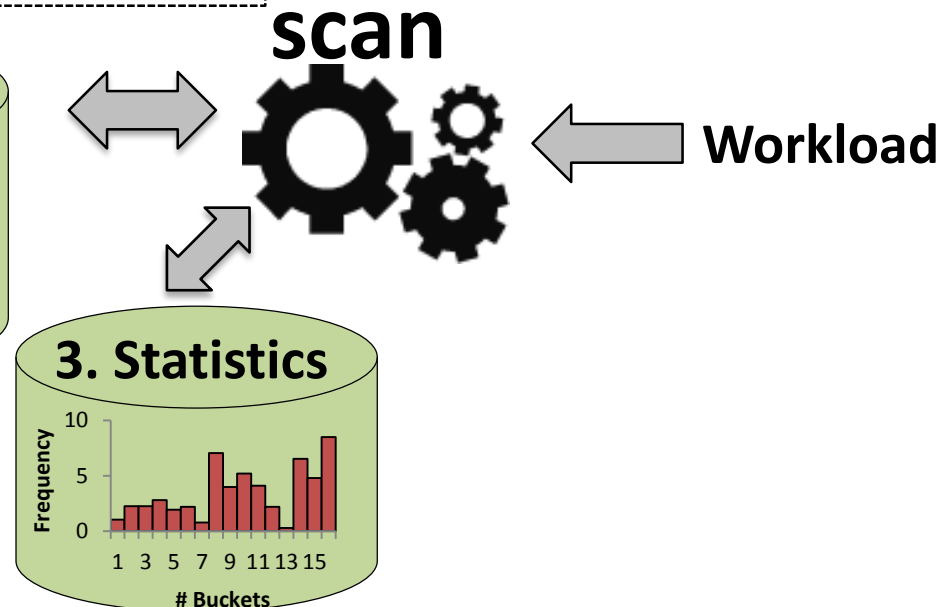 scan
Workload
3. Statistics
10
5
0
Frequency
1 3 5 7 9 11 13 15
# Buckets